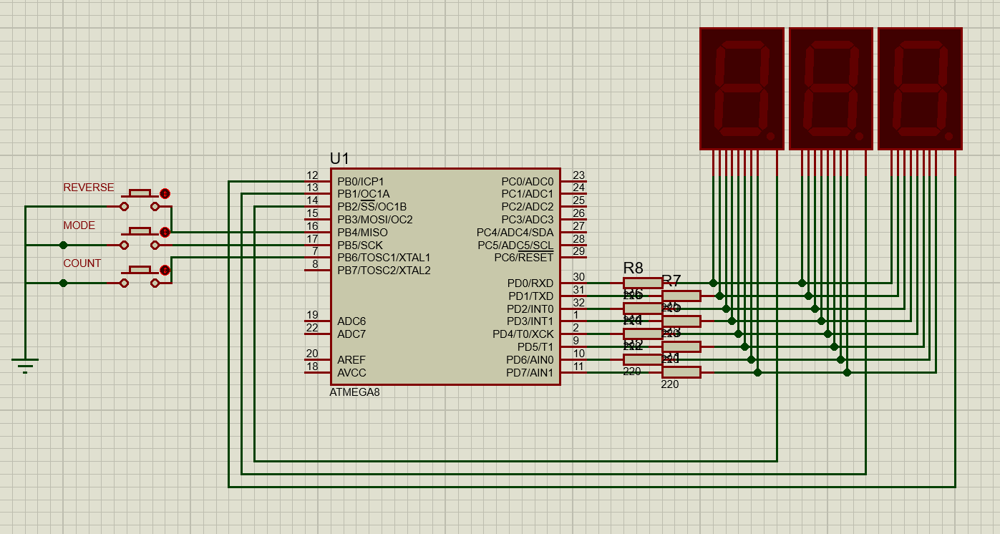 U1
REVERSE
MODE
COUNT
12 PB0/ICP1
13 PB1/OC1A
14 PB2/SS/OC1B
15 PB3/MOSI/OC2
16 PB4/MISO
17 PB5/SCK
7 PB6/TOSC1/XTAL1
8 PB7/TOSC2/XTAL2
19 ADC6
22 ADC7
20 AREF
18 AVCC
PC0/ADC0 23
PC1/ADC1 24
PC2/ADC2 25
PC3/ADC3 26
PC4/ADC4/SDA 27
PC5/ADC5/SCL 28
PC6/RESET 29
PD0/RXD 30
PD1/TXD 31
PD2/INT0 32
PD3/INT1 1
PD4/T0/XCK 2
PD5/T1 9
PD6/AIN0 10
PD7/AIN1 11
ATMEGA8
R8
R7
220
220